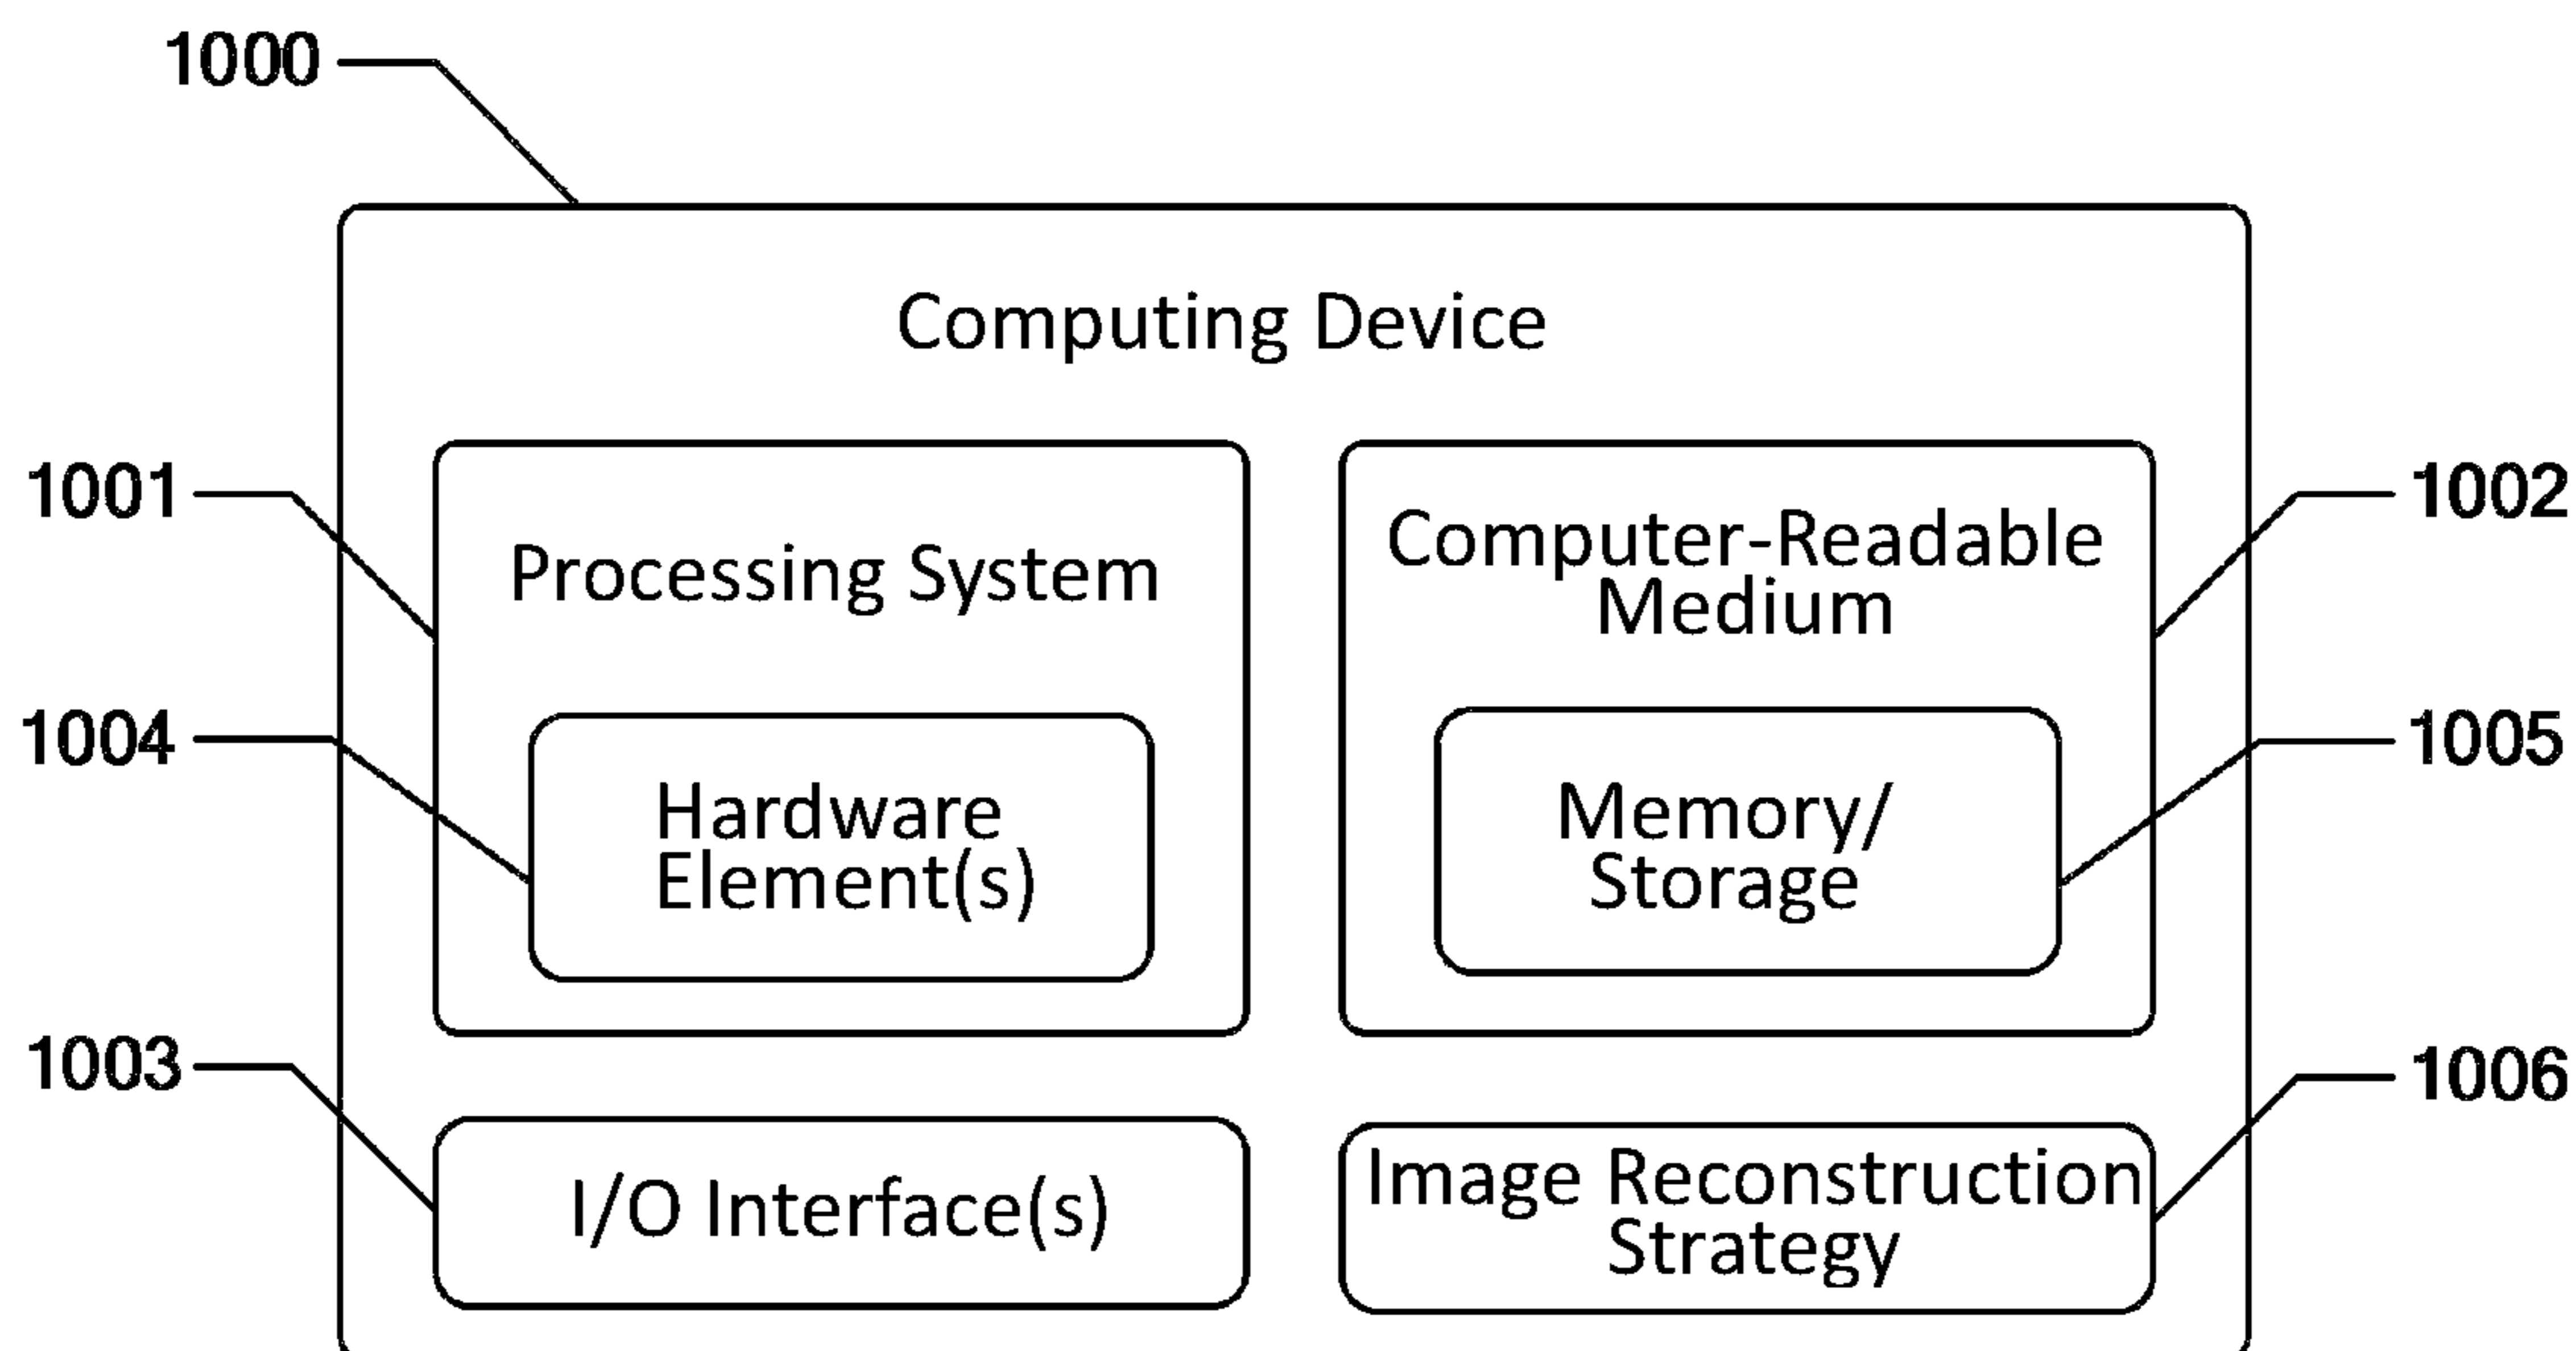 1000
Computing Device
1001
Processing System
1002
Computer-Readable
Medium
1004
Hardware
Element(s)
1005
Memory/
Storage
1003
I/O Interface(s)
1006
Image Reconstruction
Strategy